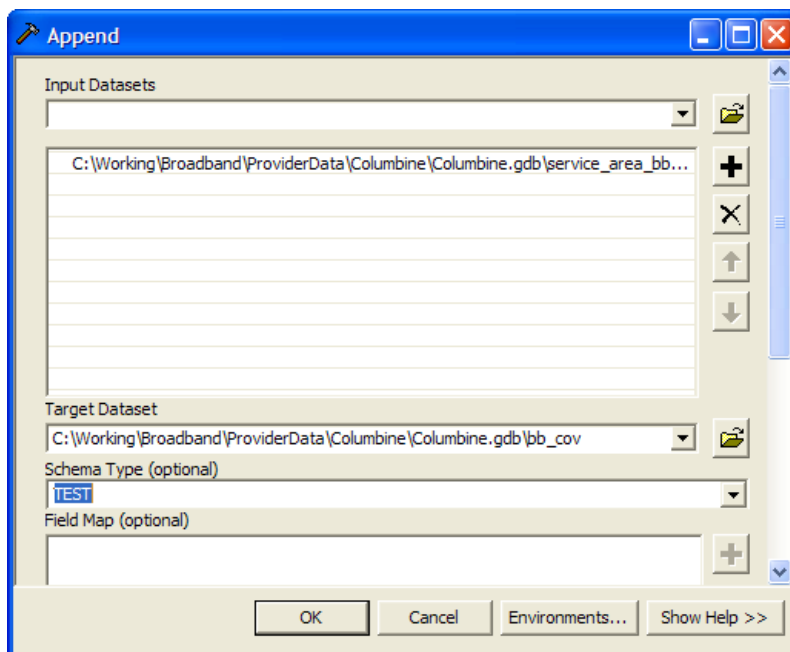 Append
Input Datasets
C:\Working\Broadband\ProviderData\Columbine\Columbine.gdb\service_area_bb...
Target Dataset
C:\Working\Broadband\ProviderData\Columbine\Columbine.gdb\bb_cov
Schema Type (optional)
TEST
Field Map (optional)
OK Cancel Environments... Show Help >>